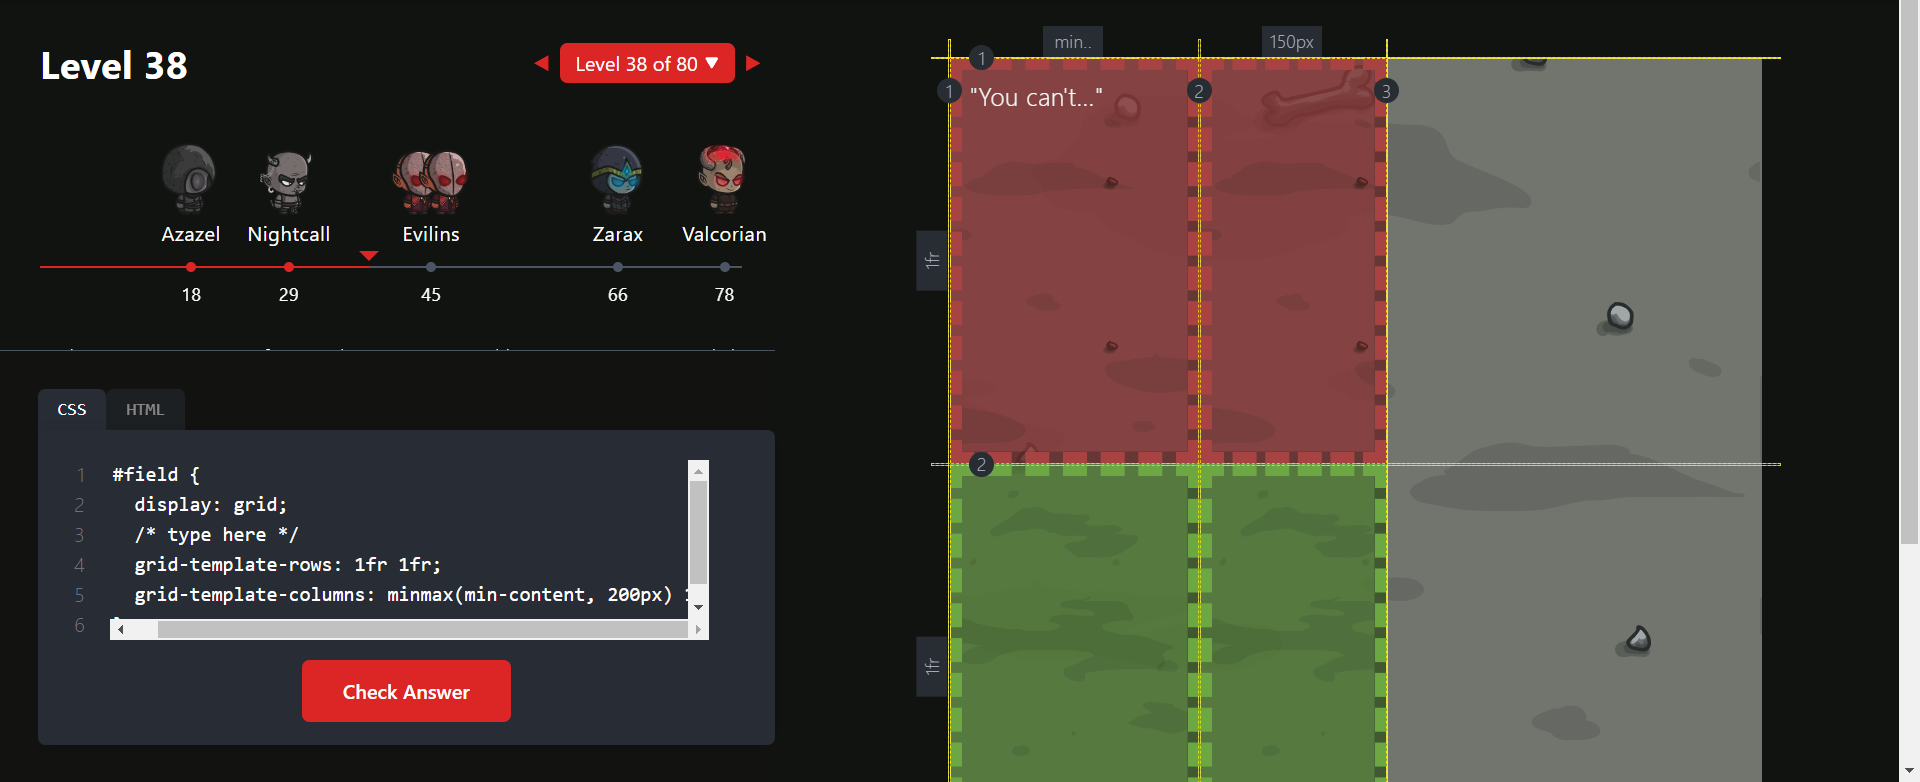 Level 38
Level 38 of 80 ▼
Azazel
Nightcall
Evilins
Zarax
Valcorian
18
29
45
66
78
CSS
HTML
1 #field {
2 display: grid;
3 /* type here */
4 grid-template-rows: 1fr 1fr;
5 grid-template-columns: minmax(min-content, 200px)
6
Check Answer
min..
150px
1
1
2
3
"You can't..."
1fr
2
1fr